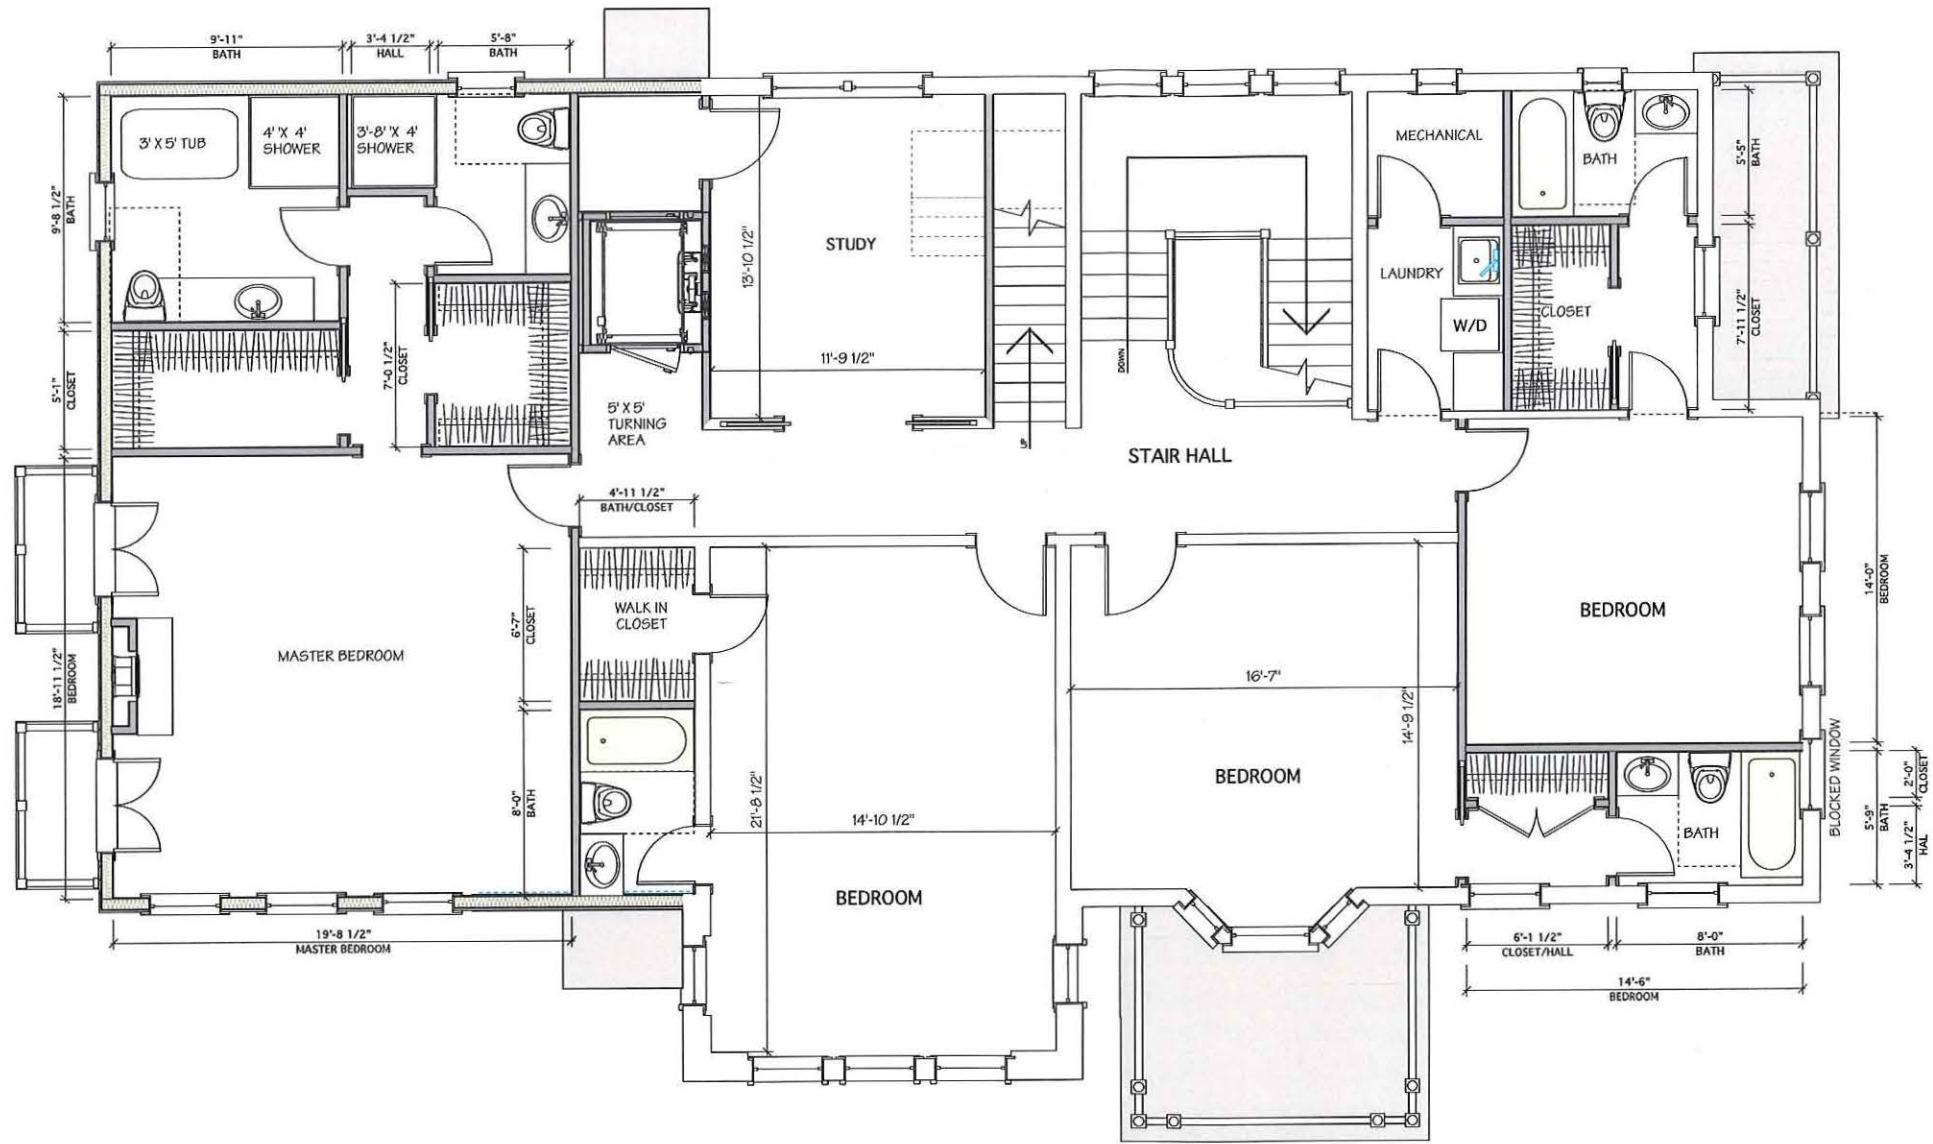 9'-11"
BATH
3'-4 1/2"
HALL
5'-8"
BATH
3' X 5' TUB
4' X 4'
SHOWER
3'-8' X 4'
SHOWER
9'-8 1/2"
BATH
5'-1"
CLOSET
7'-0 1/2"
CLOSET
13'-10 1/2"
STUDY
11'-9 1/2"
5' X 5'
TURNING
AREA
UP
DOWN
MECHANICAL
LAUNDRY
W/D
BATH
CLOSET
5'-5"
BATH
7'-11 1/2"
CLOSET
STAIR HALL
4'-11 1/2"
BATH/CLOSET
WALK IN
CLOSET
6'-7"
CLOSET
8'-0"
BATH
MASTER BEDROOM
18'-11 1/2"
BEDROOM
21'-8 1/2"
14'-10 1/2"
BEDROOM
16'-7"
14'-9 1/2"
BEDROOM
BEDROOM
14'-0"
BEDROOM
BLOCKED WINDOW
2'-0"
CLOSET
5'-9"
BATH
3'-4 1/2"
HAL
BATH
19'-8 1/2"
MASTER BEDROOM
6'-1 1/2"
CLOSET/HALL
8'-0"
BATH
14'-6"
BEDROOM